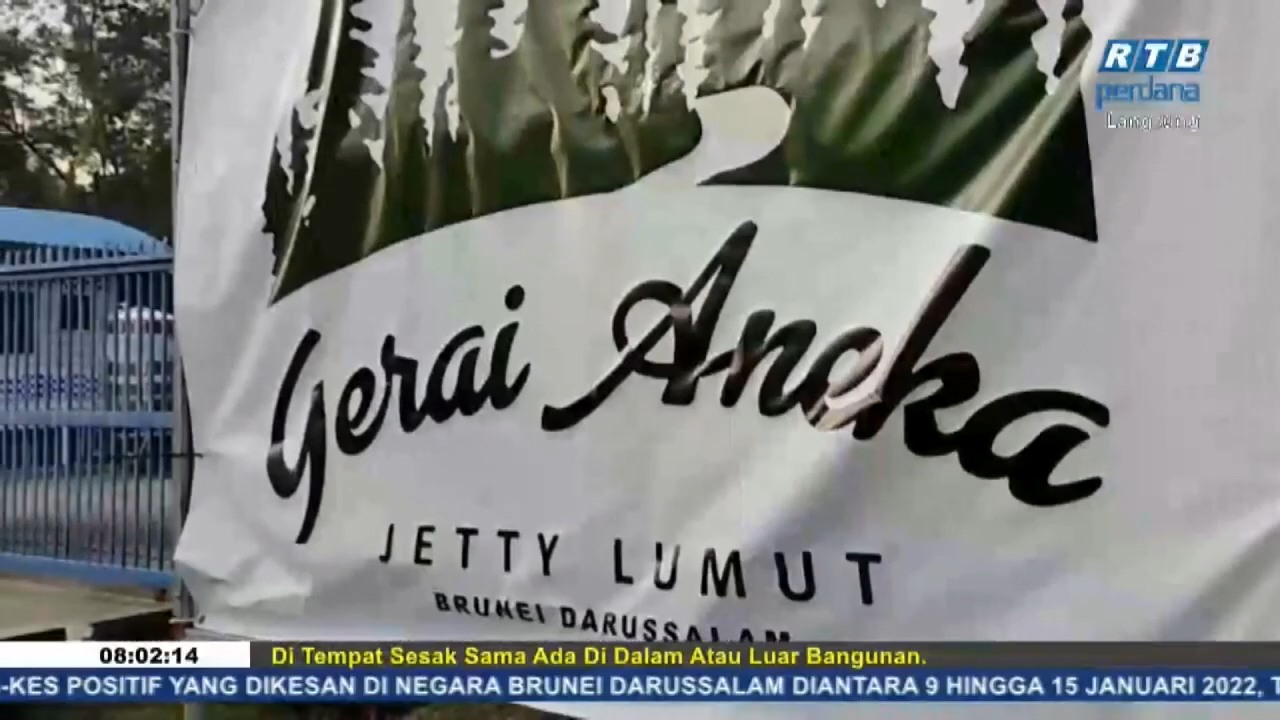 RTB
perdana
Langsung
Gerai Aneka
JETTY LUMUT
BRUNEI DARUSSALAM
08:02:14
Di Tempat Sesak Sama Ada Di Dalam Atau Luar Bangunan.
-KES POSITIF YANG DIKESAN DI NEGARA BRUNEI DARUSSALAM DIANTARA 9 HINGGA 15 JANUARI 2022, T